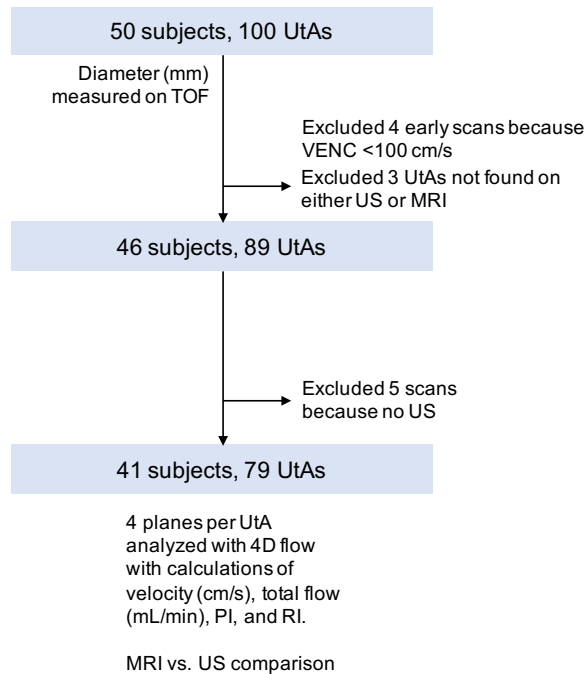 50 subjects, 100 UtAs
Diameter (mm)
measured on TOF
Excluded 4 early scans because
VENC <100 cm/s
Excluded 3 UtAs not found on
either US or MRI
46 subjects, 89 UtAs
Excluded 5 scans
because no US
41 subjects, 79 UtAs
4 planes per UtA
analyzed with 4D flow
with calculations of
velocity (cm/s), total flow
(mL/min), PI, and RI.
MRI vs. US comparison